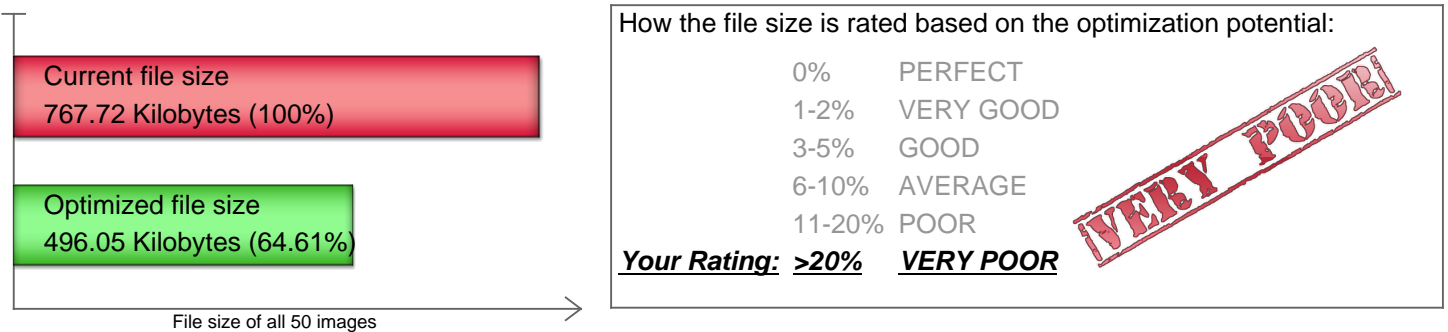 Current file size
767.72 Kilobytes (100%)
Optimized file size
496.05 Kilobytes (64.61%)
File size of all 50 images
How the file size is rated based on the optimization potential:
0% PERFECT
1-2% VERY GOOD
3-5% GOOD
6-10% AVERAGE
11-20% POOR
Your Rating: >20% VERY POOR
VERY POOR